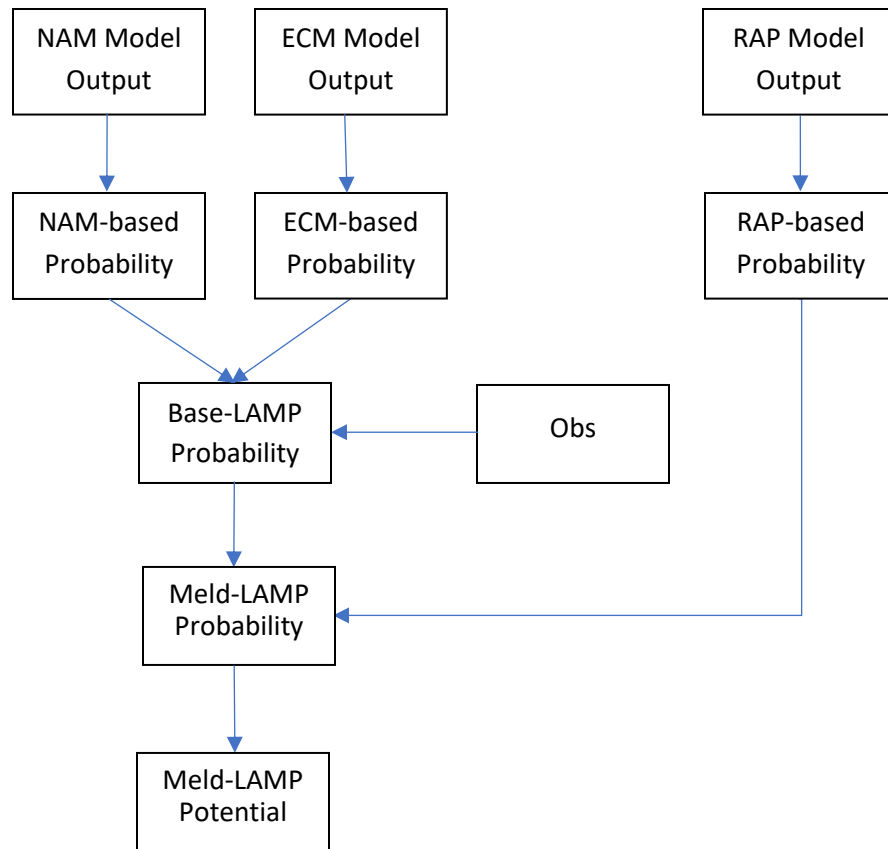 NAM Model
Output
ECM Model
Output
RAP Model
Output
NAM-based
Probability
ECM-based
Probability
RAP-based
Probability
Base-LAMP
Probability
Obs
Meld-LAMP
Probability
Meld-LAMP
Potential